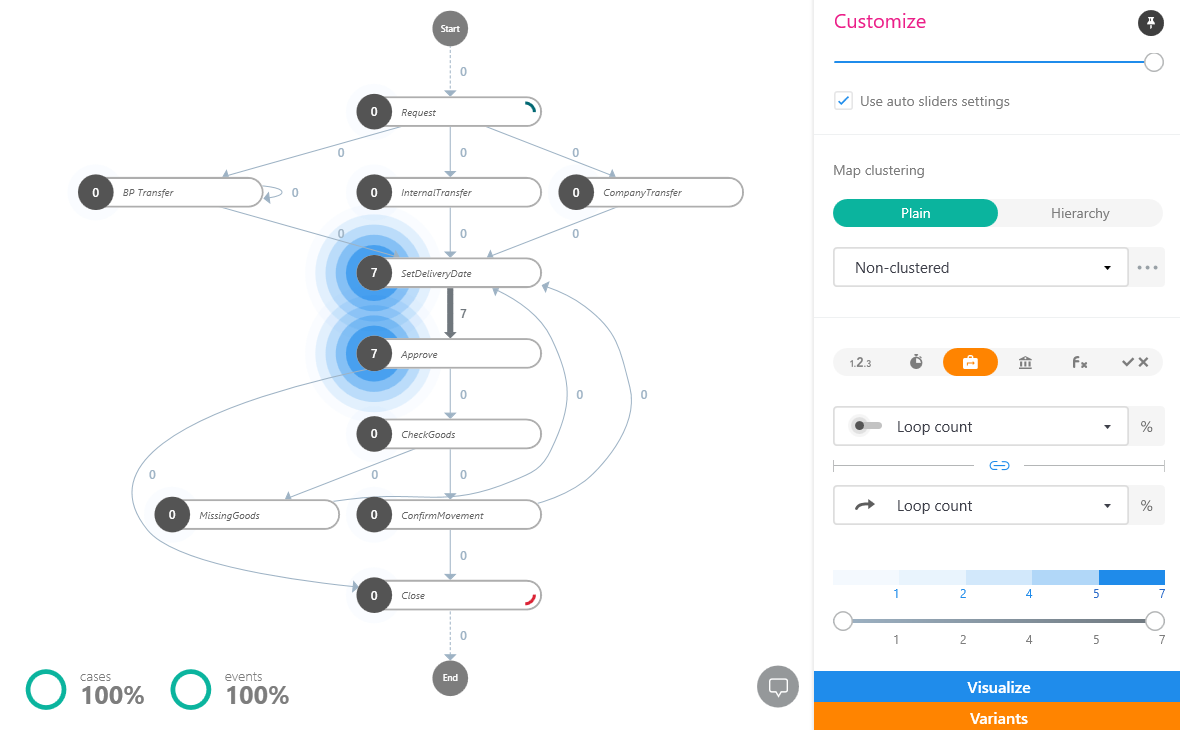 Start
0
0 Request
0 0 0
0 BP Transfer 0
0 InternalTransfer
0 CompanyTransfer
0 0 0
7 SetDeliveryDate
7
7 Approve
0 0 0
0 CheckGoods
0 0 0
0 MissingGoods
0 ConfirmMovement
0
0 Close
0
End
cases
100%
events
100%
Customize
Use auto sliders settings
Map clustering
Plain Hierarchy
Non-clustered
1.2.3 fx
Loop count %
Loop count %
1 2 4 5 7
1 2 4 5 7
Visualize
Variants